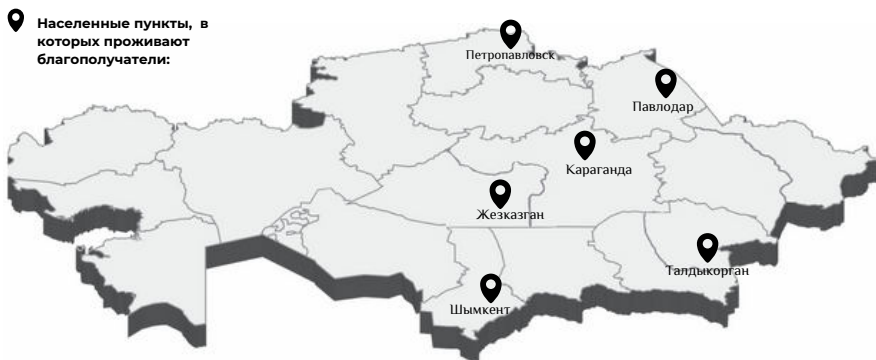 Населенные пункты, в
которых проживают
благополучатели:
Петропавловск
Павлодар
Караганда
Жезказган
Талдыкорган
Шымкент